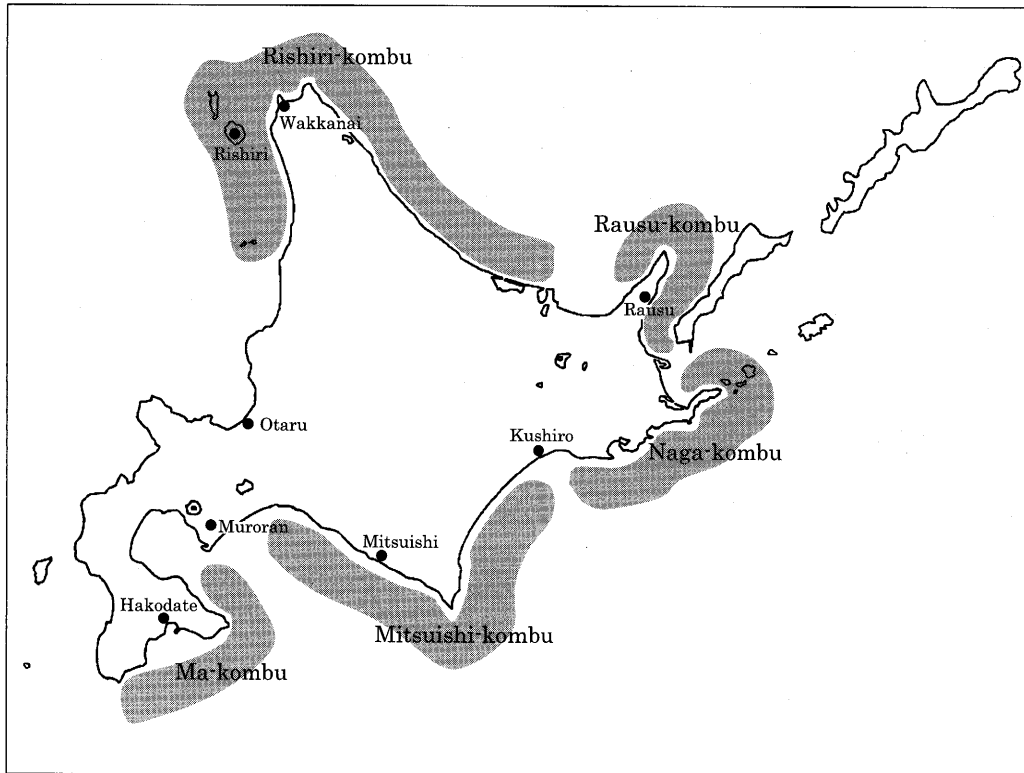 Rishiri-kombu
Wakkanai
Rishiri
Rausu-kombu
Rausu
Otaru
Kushiro
Naga-kombu
Muroran
Mitsuishi
Hakodate
Mitsuishi-kombu
Ma-kombu